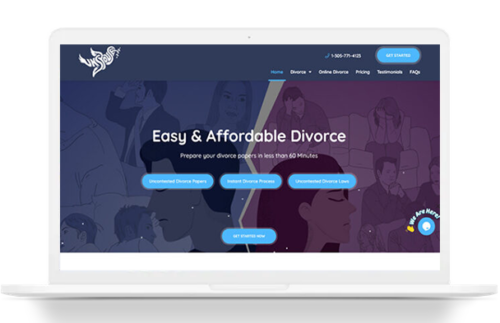 1-505-771-4125
GET STARTED
Home Divorce Online Divorce Pricing Testimonials FAQs
Easy & Affordable Divorce
Prepare your divorce papers in less than 60 Minutes
Uncontested Divorce Papers Instant Divorce Process Uncontested Divorce Laws
GET STARTED NOW
We Are Here!